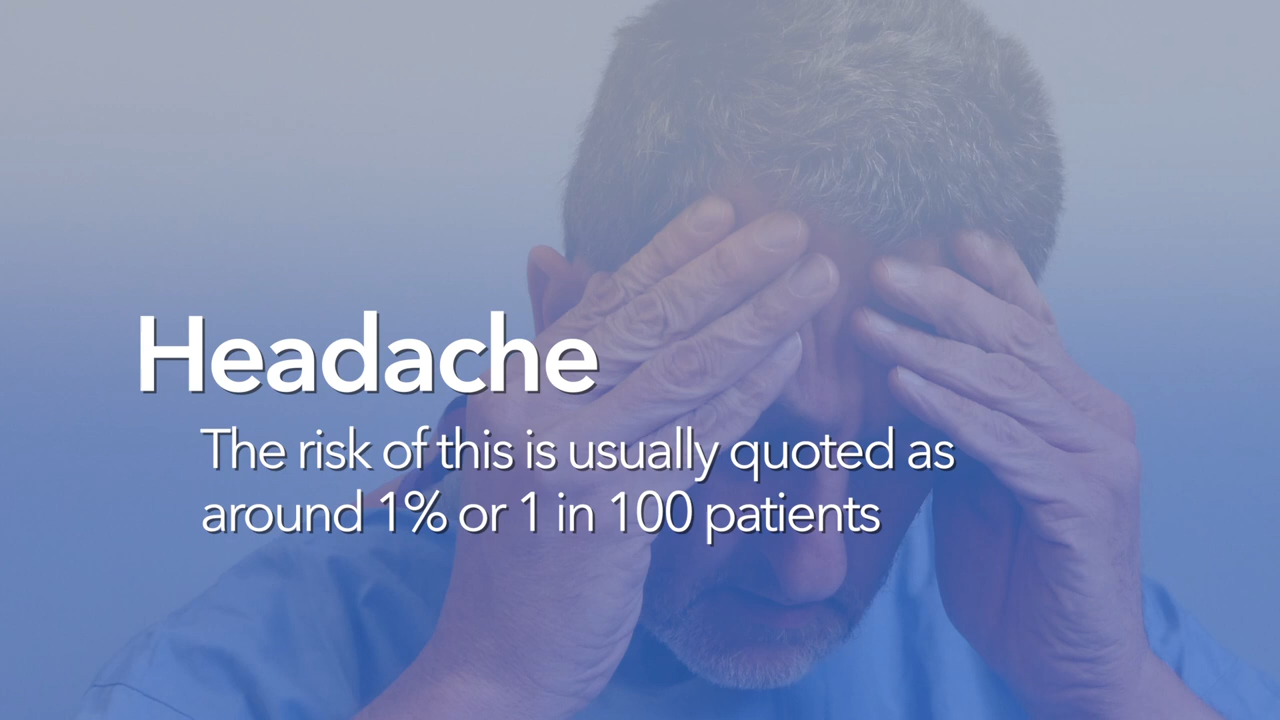 Headache
The risk of this is usually quoted as
around 1% or 1 in 100 patients